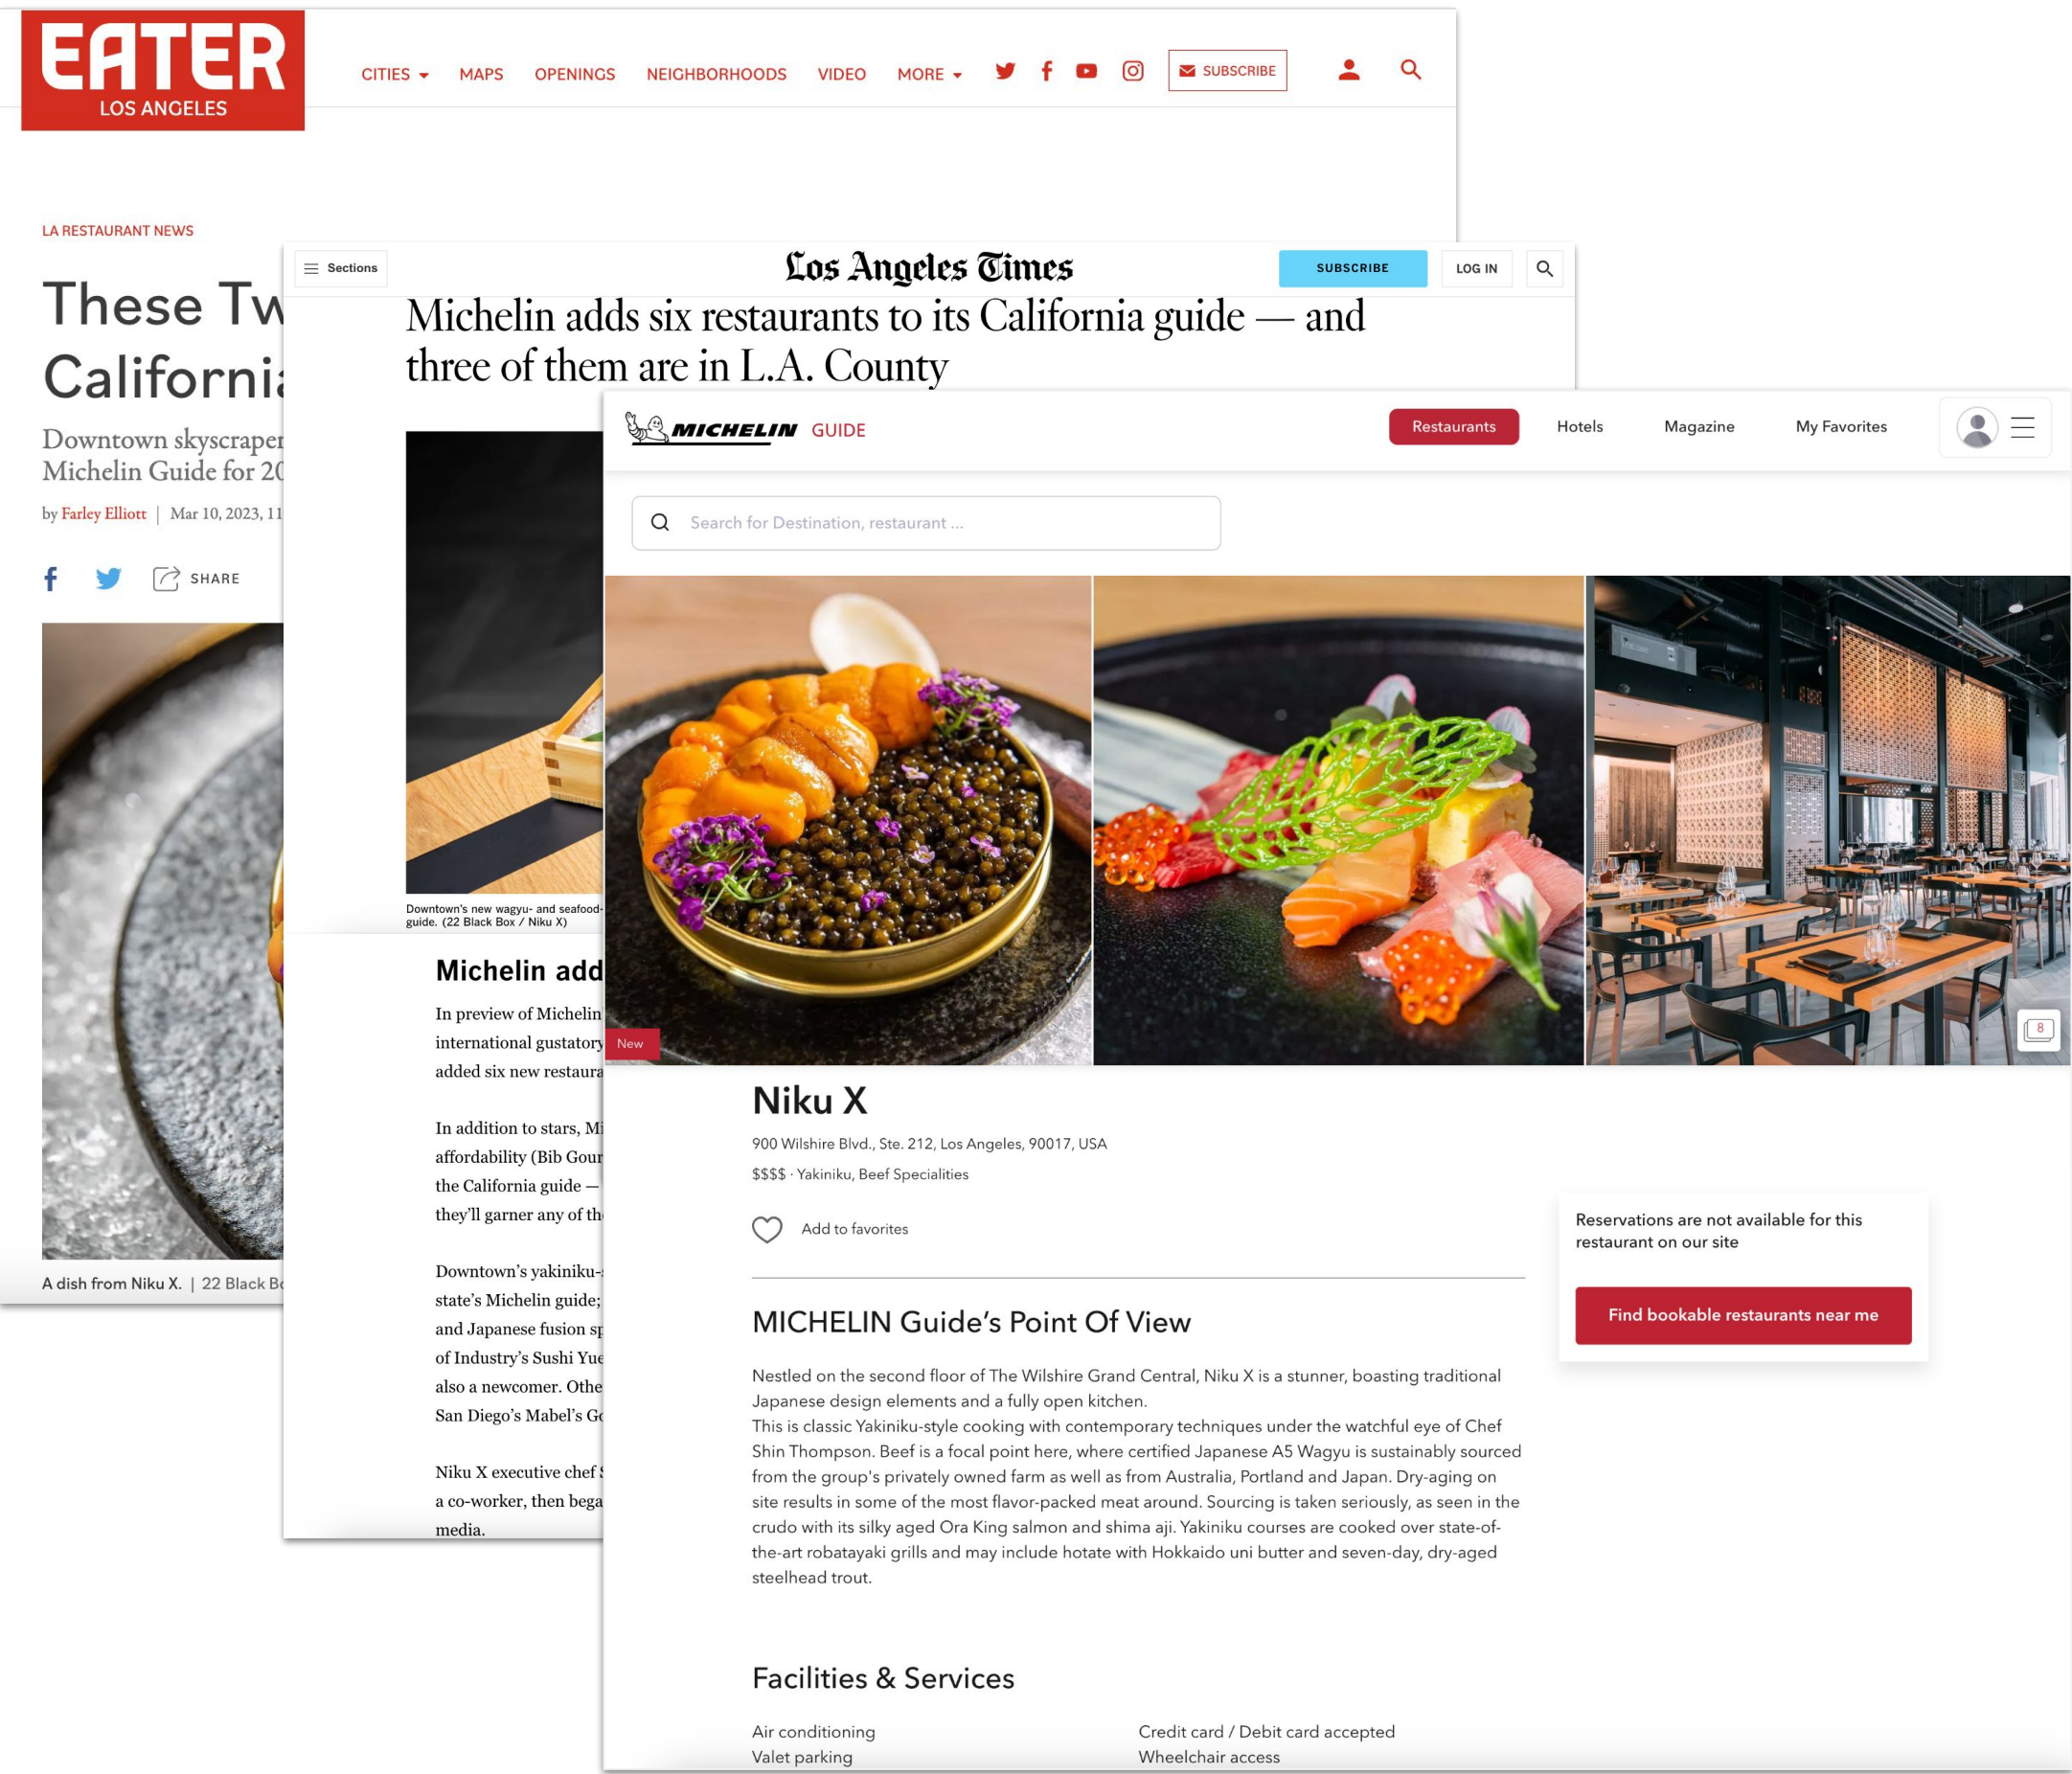 EATER
LOS ANGELES
CITIES
MAPS
OPENINGS
NEIGHBORHOODS
VIDEO
MORE
SUBSCRIBE
LA RESTAURANT NEWS
These Tw
Californi
Downtown skyscraper
Michelin Guide for 20
by Farley Elliott | Mar 10, 2023, 11
SHARE
A dish from Niku X. | 22 Black Bo
Sections
Los Angeles Times
SUBSCRIBE
LOG IN
Michelin adds six restaurants to its California guide — and
three of them are in L.A. County
Downtown's new wagyu- and seafood-
guide. (22 Black Box / Niku X)
Michelin add
In preview of Michelin
international gustatory
added six new restaura
In addition to stars, Mi
affordability (Bib Gour
the California guide —
they'll garner any of th
Downtown's yakiniku-
state's Michelin guide;
and Japanese fusion sp
of Industry's Sushi Yue
also a newcomer. Othe
San Diego's Mabel's Go
Niku X executive chef S
a co-worker, then bega
media.
MICHELIN GUIDE
Restaurants
Hotels
Magazine
My Favorites
Search for Destination, restaurant ...
New
8
Niku X
900 Wilshire Blvd., Ste. 212, Los Angeles, 90017, USA
$$$$ · Yakiniku, Beef Specialities
Add to favorites
Reservations are not available for this
restaurant on our site
Find bookable restaurants near me
MICHELIN Guide's Point Of View
Nestled on the second floor of The Wilshire Grand Central, Niku X is a stunner, boasting traditional
Japanese design elements and a fully open kitchen.
This is classic Yakiniku-style cooking with contemporary techniques under the watchful eye of Chef
Shin Thompson. Beef is a focal point here, where certified Japanese A5 Wagyu is sustainably sourced
from the group's privately owned farm as well as from Australia, Portland and Japan. Dry-aging on
site results in some of the most flavor-packed meat around. Sourcing is taken seriously, as seen in the
crudo with its silky aged Ora King salmon and shima aji. Yakiniku courses are cooked over state-of-
the-art robatayaki grills and may include hotate with Hokkaido uni butter and seven-day, dry-aged
steelhead trout.
Facilities & Services
Air conditioning
Credit card / Debit card accepted
Valet parking
Wheelchair access